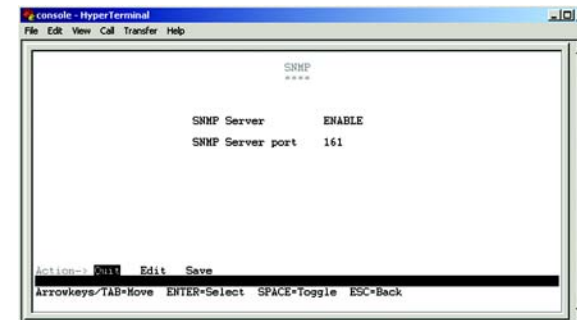 console - HyperTerminal
File Edit View Call Transfer Help
SNMP
====
SNMP Server ENABLE
SNMP Server port 161
Action-> Quit Edit Save
Arrowkeys/TAB=Move ENTER=Select SPACE=Toggle ESC=Back